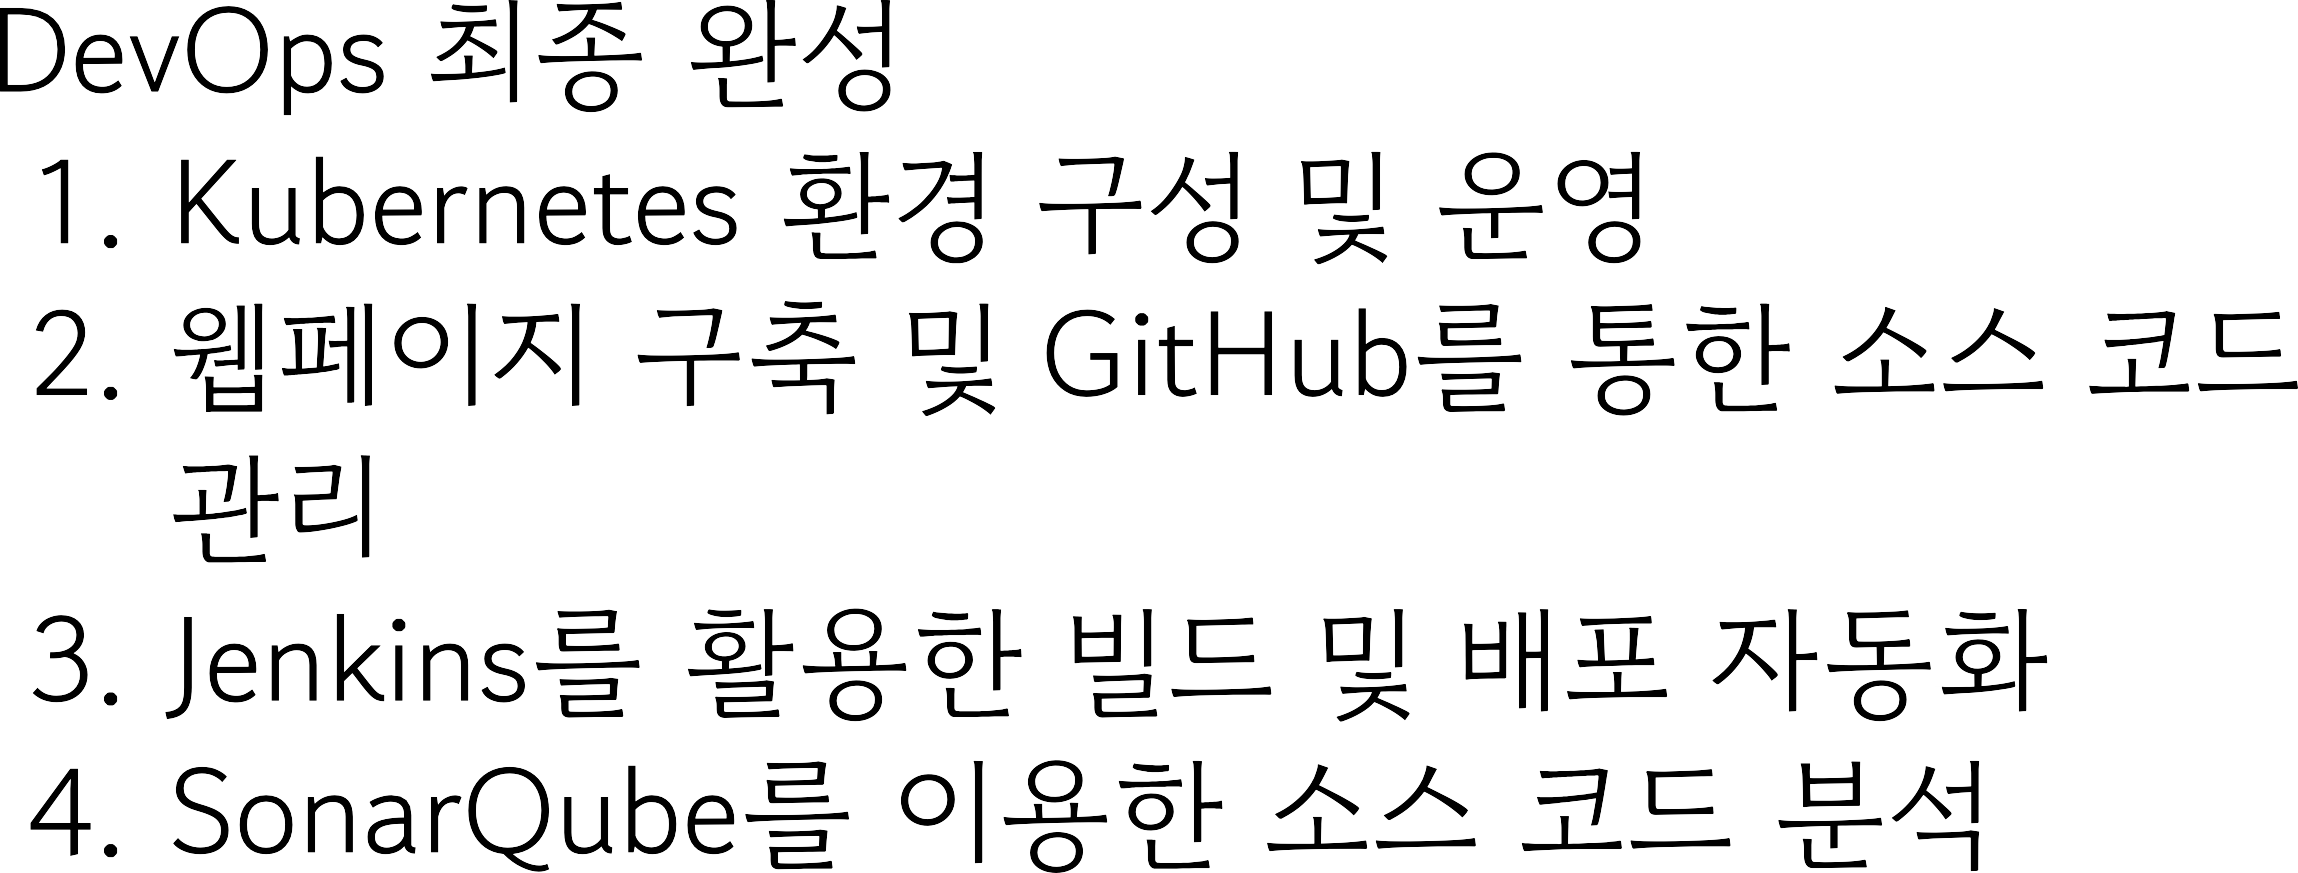 DevOps 최종 완성
1. Kubernetes 환경 구성 및 운영
2. 웹페이지 구축 및 GitHub를 통한 소스 코드
관리
3. Jenkins를 활용한 빌드 및 배포 자동화
4. SonarQube를 이용한 소스 코드 분석